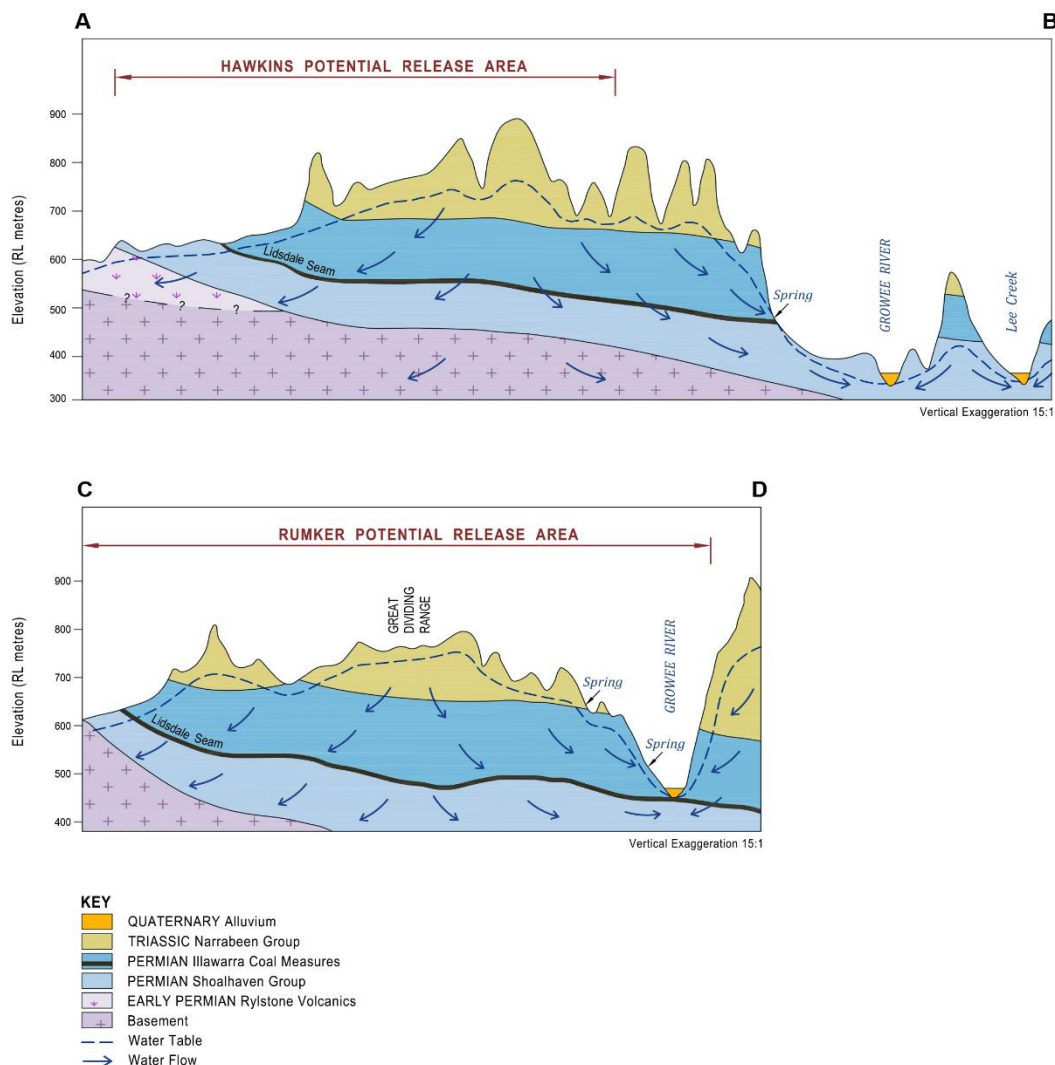 A
B
HAWKINS POTENTIAL RELEASE AREA
Elevation (RL metres)
900
800
700
600
500
400
300
Lidsdale Seam
?
?
?
Spring
GROWEE RIVER
Lee Creek
Vertical Exaggeration 15:1
C
D
RUMKER POTENTIAL RELEASE AREA
Elevation (RL metres)
900
800
700
600
500
400
GREAT
DIVIDING
RANGE
Lidsdale Seam
Spring
Spring
GROWEE RIVER
Vertical Exaggeration 15:1
KEY
QUATERNARY Alluvium
TRIASSIC Narrabeen Group
PERMIAN Illawarra Coal Measures
PERMIAN Shoalhaven Group
EARLY PERMIAN Rylstone Volcanics
Basement
Water Table
Water Flow